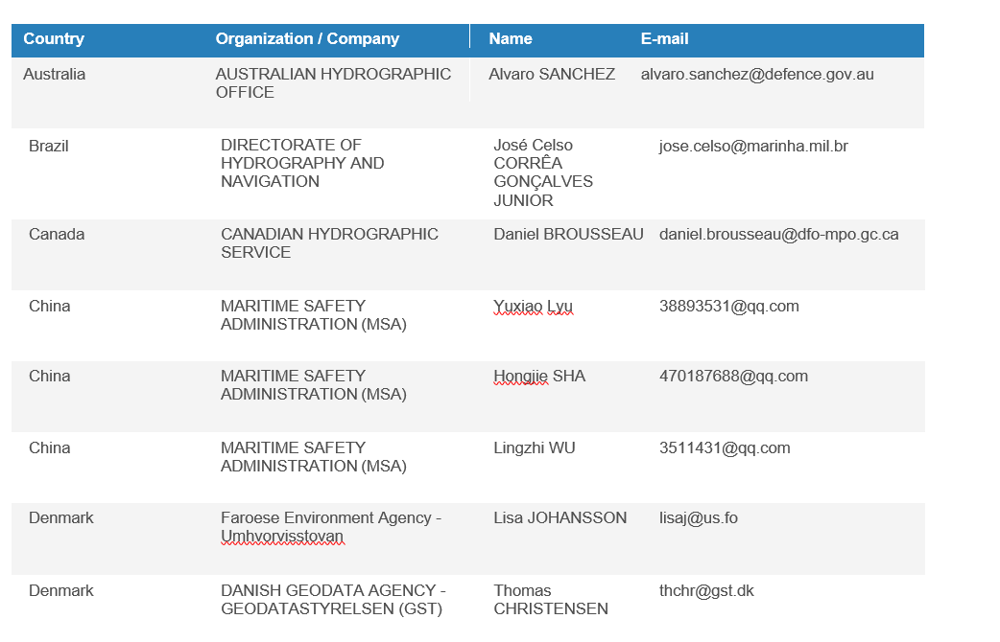 Country Organization / Company Name E-mail
Australia AUSTRALIAN HYDROGRAPHIC Alvaro SANCHEZ alvaro.sanchez@defence.gov.au
OFFICE
Brazil DIRECTORATE OF José Celso jose.celso@marinha.mil.br
HYDROGRAPHY AND CORRÊA
NAVIGATION GONÇALVES
JUNIOR
Canada CANADIAN HYDROGRAPHIC Daniel BROUSSEAU daniel.brousseau@dfo-mpo.gc.ca
SERVICE
China MARITIME SAFETY Yuxiao Lyu 38893531@qq.com
ADMINISTRATION (MSA)
China MARITIME SAFETY Hongjie SHA 470187688@qq.com
ADMINISTRATION (MSA)
China MARITIME SAFETY Lingzhi WU 3511431@qq.com
ADMINISTRATION (MSA)
Denmark Faroese Environment Agency - Lisa JOHANSSON lisaj@us.fo
Umhvorvisstovan
Denmark DANISH GEODATA AGENCY - Thomas thchr@gst.dk
GEODATASTYRELSEN (GST) CHRISTENSEN